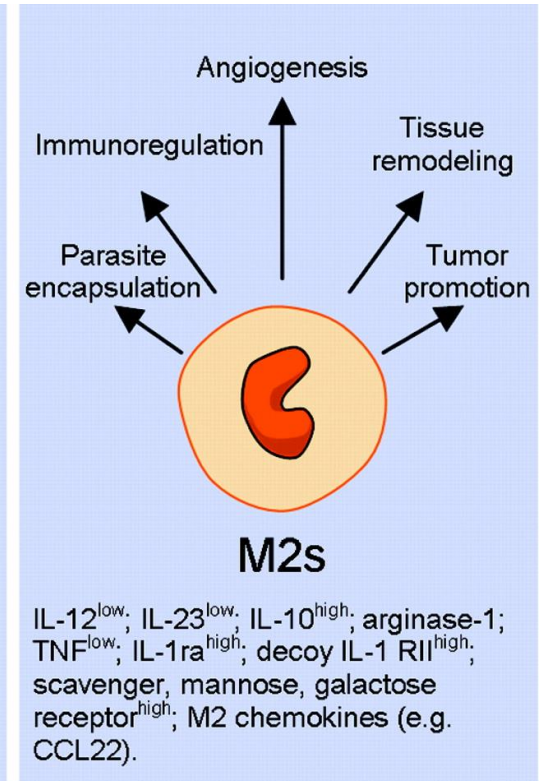 Angiogenesis
Immunoregulation
Tissue
remodeling
Parasite
encapsulation
Tumor
promotion
M2s
IL-12low; IL-23low; IL-10high; arginase-1;
TNFlow; IL-1rahigh; decoy IL-1 RIIhigh;
scavenger, mannose, galactose
receptorhigh; M2 chemokines (e.g.
CCL22).